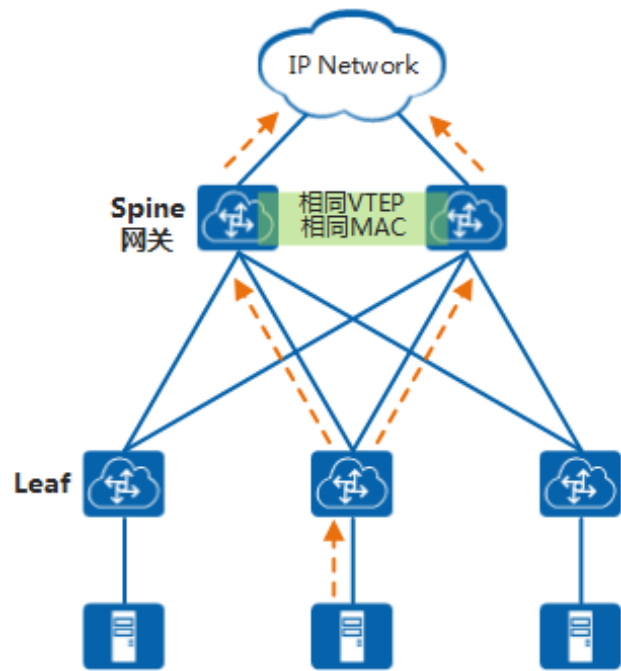 IP Network
Spine
网关
相同VTEP
相同MAC
Leaf